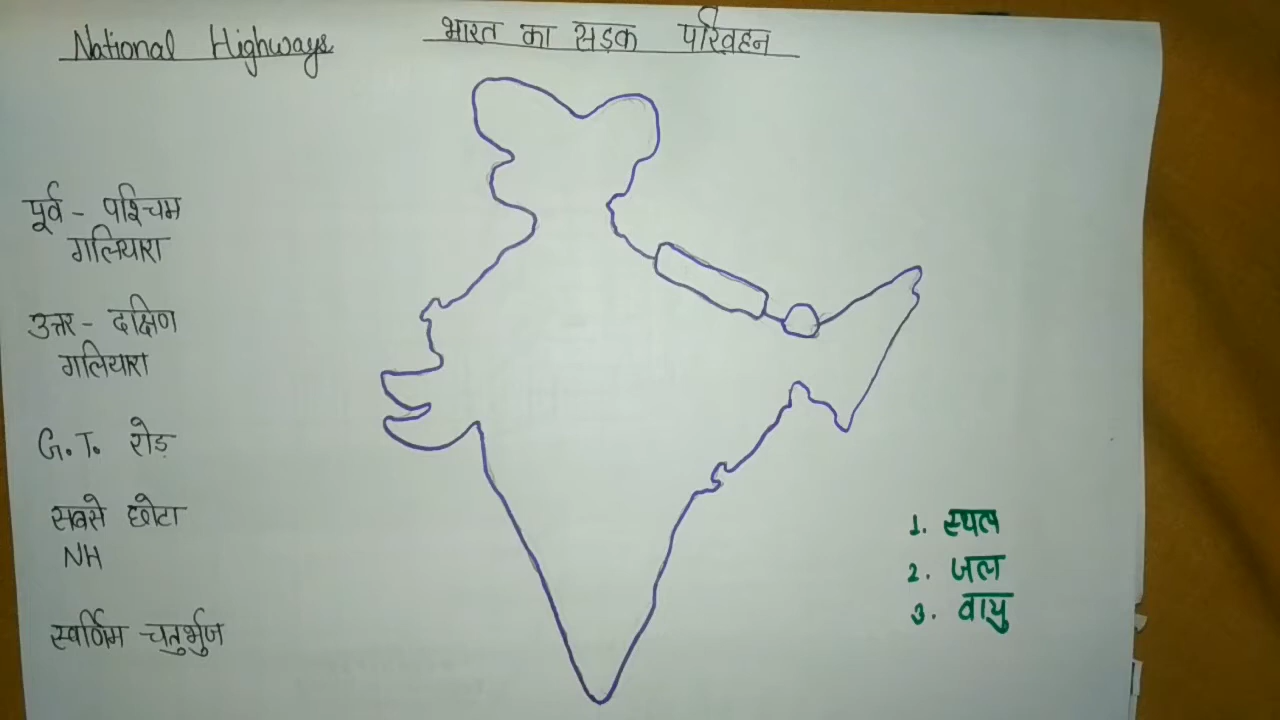 National Highways
भारत का सड़क परिवहन
पूर्व - पश्चिम
गलियारा
उत्तर - दक्षिण
गलियारा
G.T. रोड़
सबसे छोटा
NH
स्वर्णिम चतुर्भुज
1. स्थल
2. जल
3. वायु